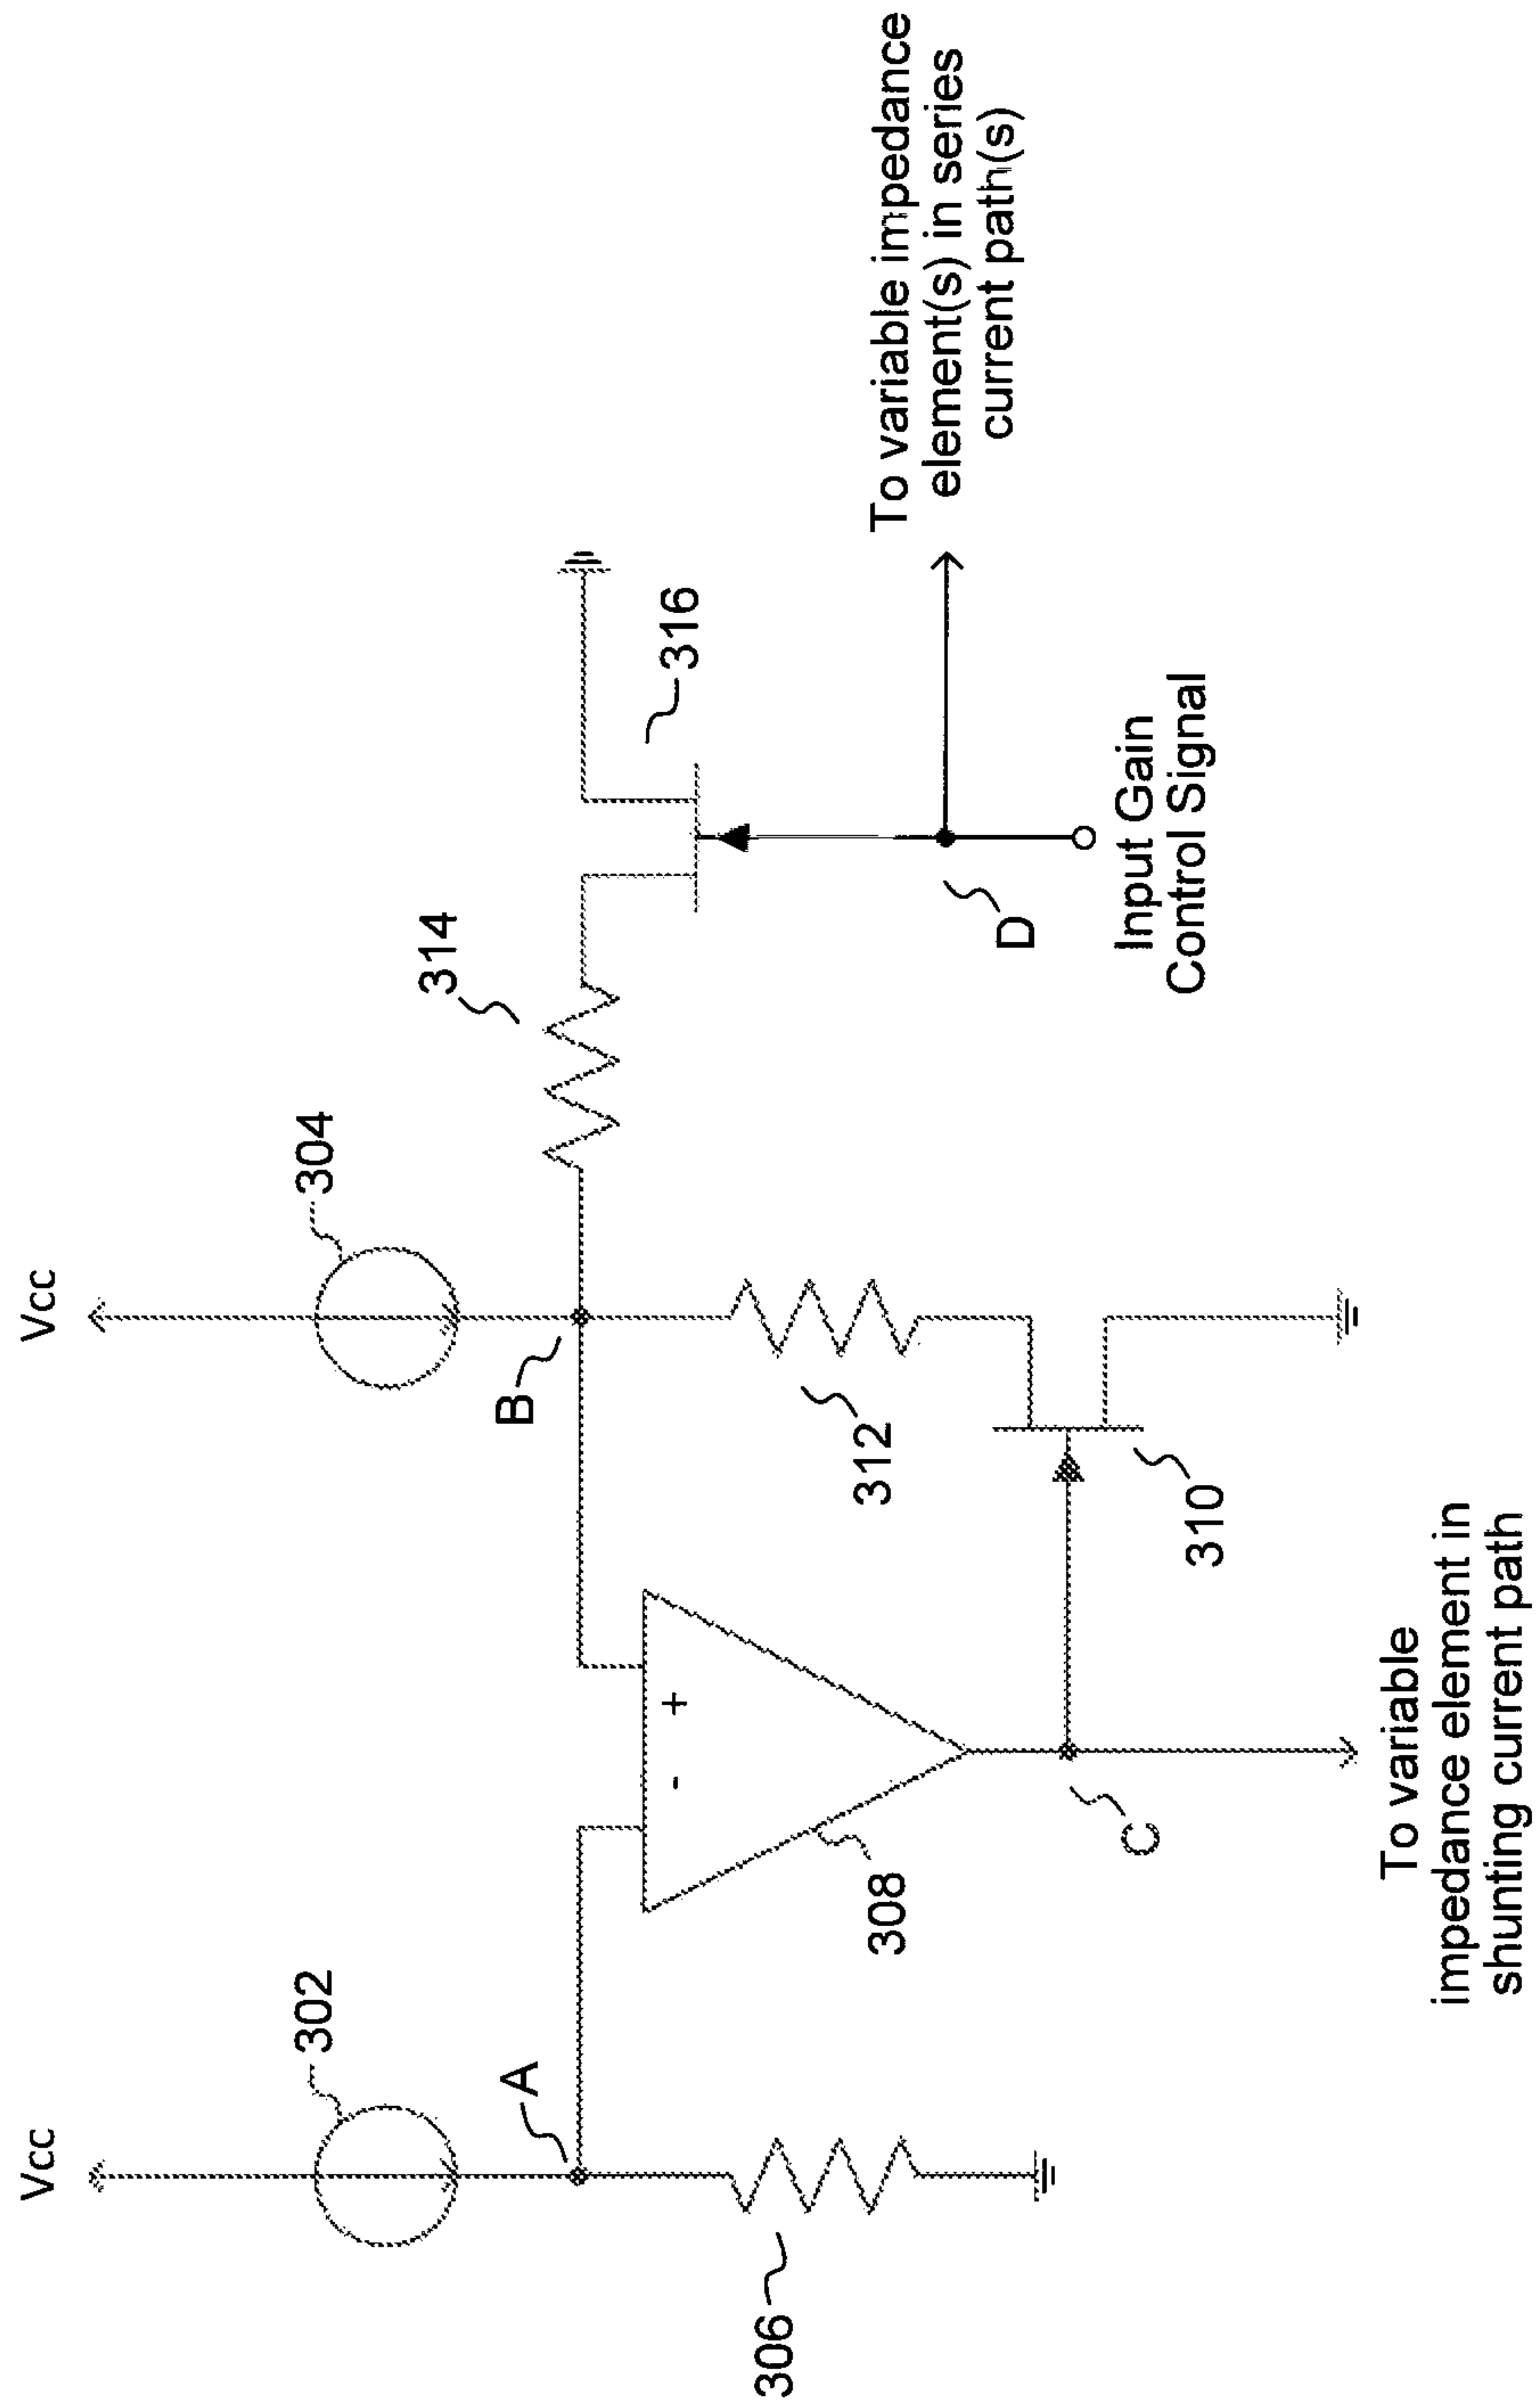 Vcc
Vcc
302
304
A
B
314
316
306
308
- +
312
310
C
D
To variable impedance
element(s) in series
current path(s)
Input Gain
Control Signal
To variable
impedance element in
shunting current path